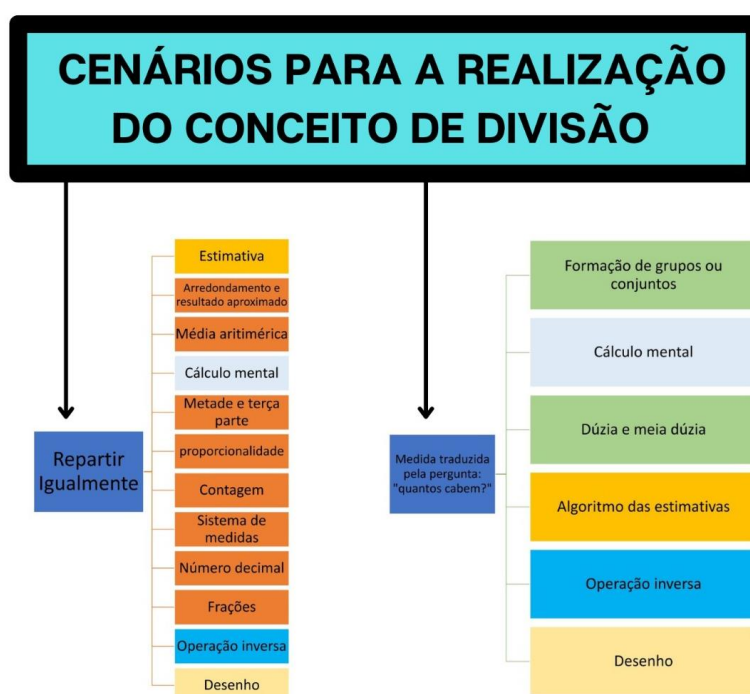 CENÁRIOS PARA A REALIZAÇÃO
DO CONCEITO DE DIVISÃO
Repartir
Igualmente
Estimativa
Arredondamento e
resultado aproximado
Média aritimérica
Cálculo mental
Metade e terça
parte
proporcionalidade
Contagem
Sistema de
medidas
Número decimal
Frações
Operação inversa
Desenho
Medida traduzida
pela pergunta:
"quantos cabem?"
Formação de grupos ou
conjuntos
Cálculo mental
Dúzia e meia dúzia
Algoritmo das estimativas
Operação inversa
Desenho